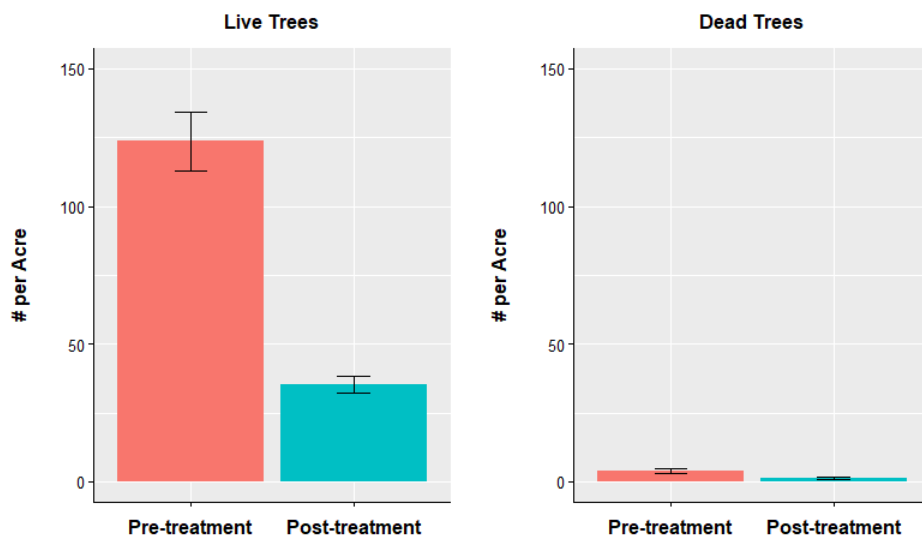 Live Trees
# per Acre
150
100
50
0
Pre-treatment Post-treatment
Dead Trees
# per Acre
150
100
50
0
Pre-treatment Post-treatment